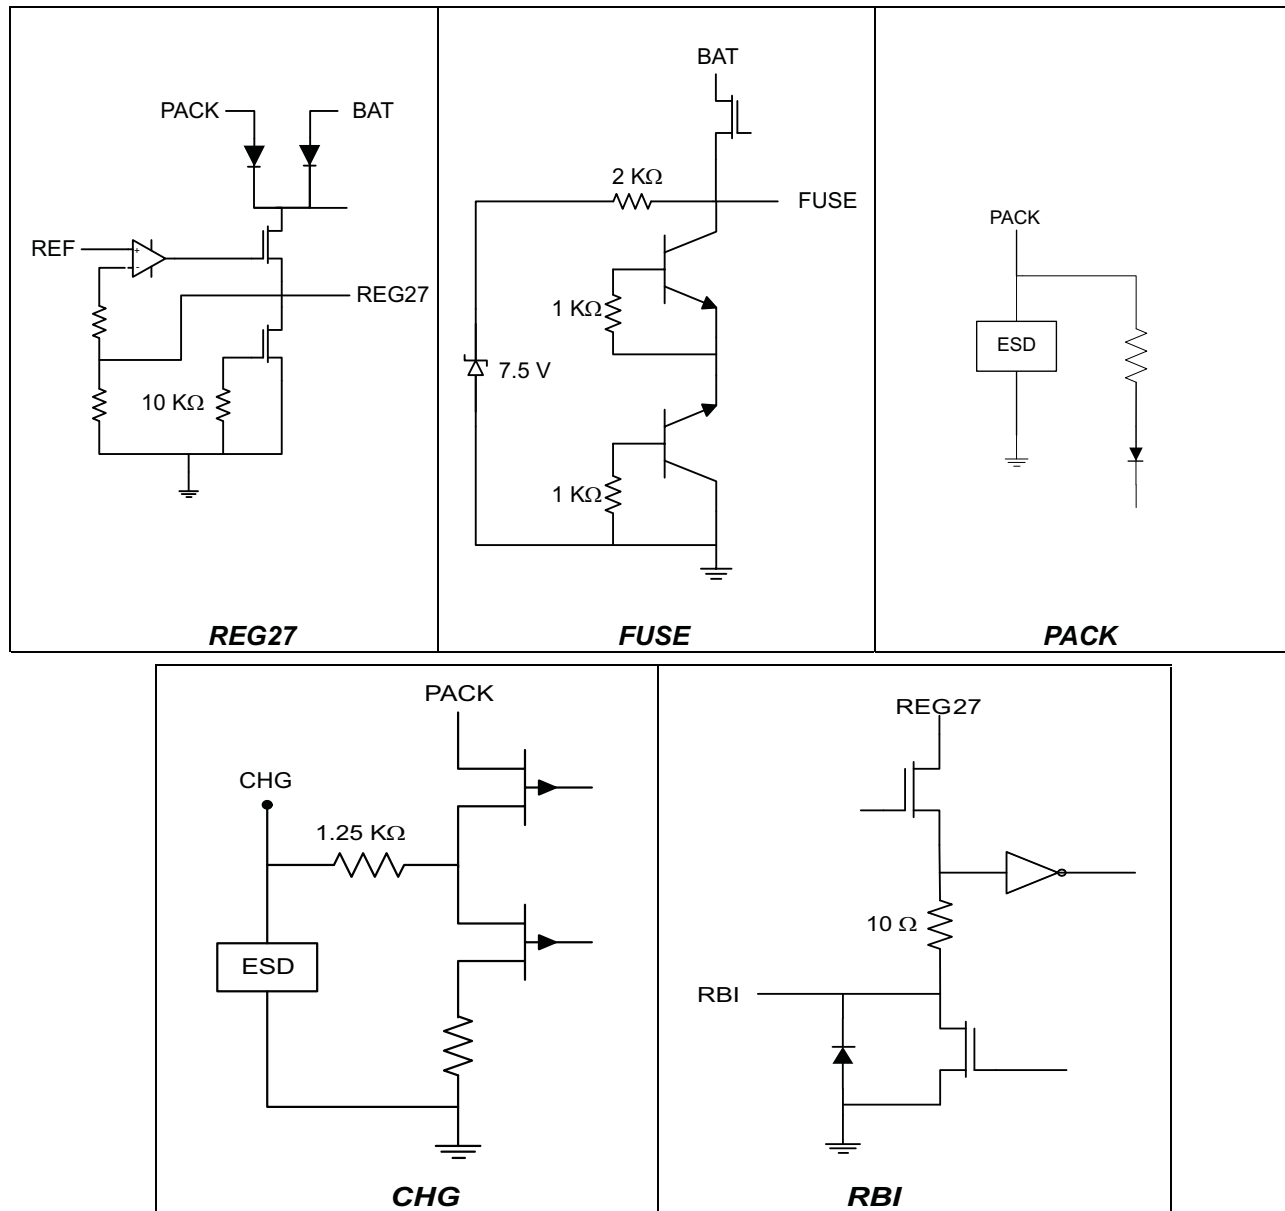 PACK
BAT
REF
+
-
REG27
10 KΩ
REG27
BAT
2 KΩ
FUSE
1 KΩ
7.5 V
1 KΩ
FUSE
PACK
ESD
PACK
PACK
CHG
1.25 KΩ
ESD
CHG
REG27
10 Ω
RBI
RBI